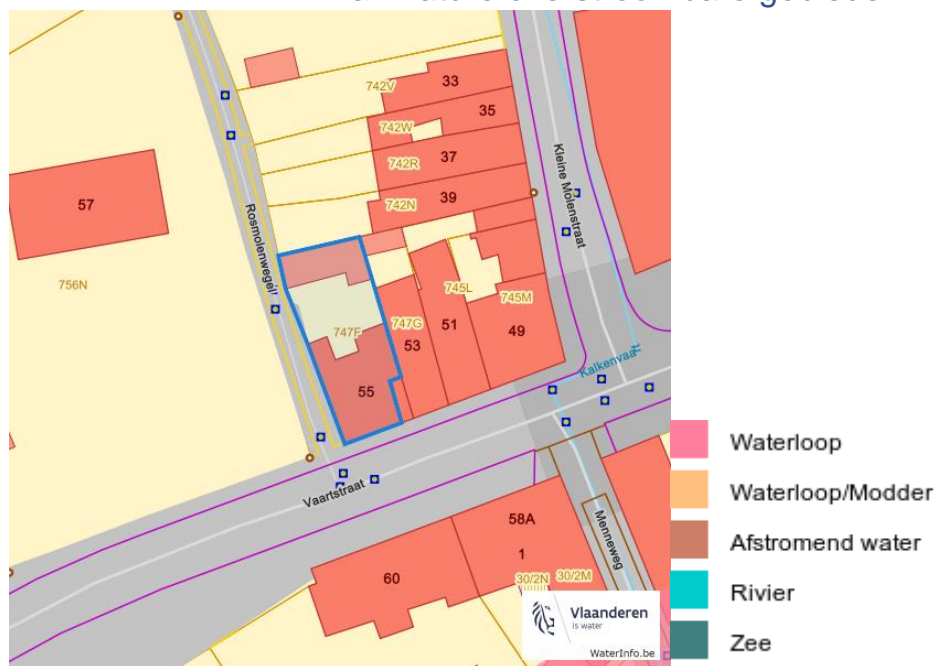 33
742V
35
742W
37
742R
39
742N
57
Rosmolenwegel
Kleine Molenstraat
756N
745L
745M
747F
747G
51
49
53
55
Kalkenvaa
Vaartstraat
58A
1
60
30/2N
30/2M
Menneweg
Vlaanderen
is water
WaterInfo.be
Waterloop
Waterloop/Modder
Afstromend water
Rivier
Zee